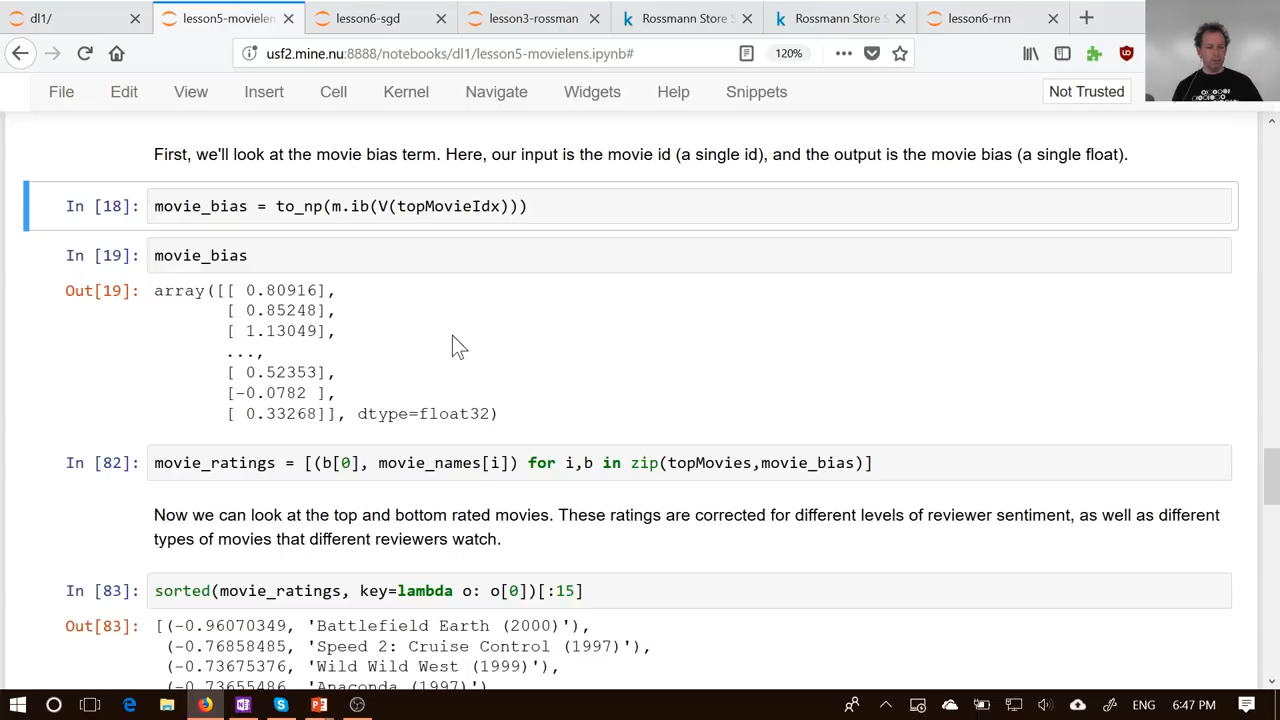 dl1/
lesson5-movielen
lesson6-sgd
lesson3-rossman
Rossmann Store S
Rossmann Store S
lesson6-rnn
usf2.mine.nu:8888/notebooks/dl1/lesson5-movielens.ipynb#
120%
File Edit View Insert Cell Kernel Navigate Widgets Help Snippets
Not Trusted
First, we'll look at the movie bias term. Here, our input is the movie id (a single id), and the output is the movie bias (a single float).
In [18]: movie_bias = to_np(m.ib(V(topMovieIdx)))
In [19]: movie_bias
Out[19]: array([[ 0.80916],
[ 0.85248],
[ 1.13049],
...,
[ 0.52353],
[-0.0782 ],
[ 0.33268]], dtype=float32)
In [82]: movie_ratings = [(b[0], movie_names[i]) for i,b in zip(topMovies,movie_bias)]
Now we can look at the top and bottom rated movies. These ratings are corrected for different levels of reviewer sentiment, as well as different
types of movies that different reviewers watch.
In [83]: sorted(movie_ratings, key=lambda o: o[0])[:15]
Out[83]: [(-0.96070349, 'Battlefield Earth (2000)'),
(-0.76858485, 'Speed 2: Cruise Control (1997)'),
(-0.73675376, 'Wild Wild West (1999)'),
(-0.73655486, 'Anaconda (1997)'
ENG 6:47 PM